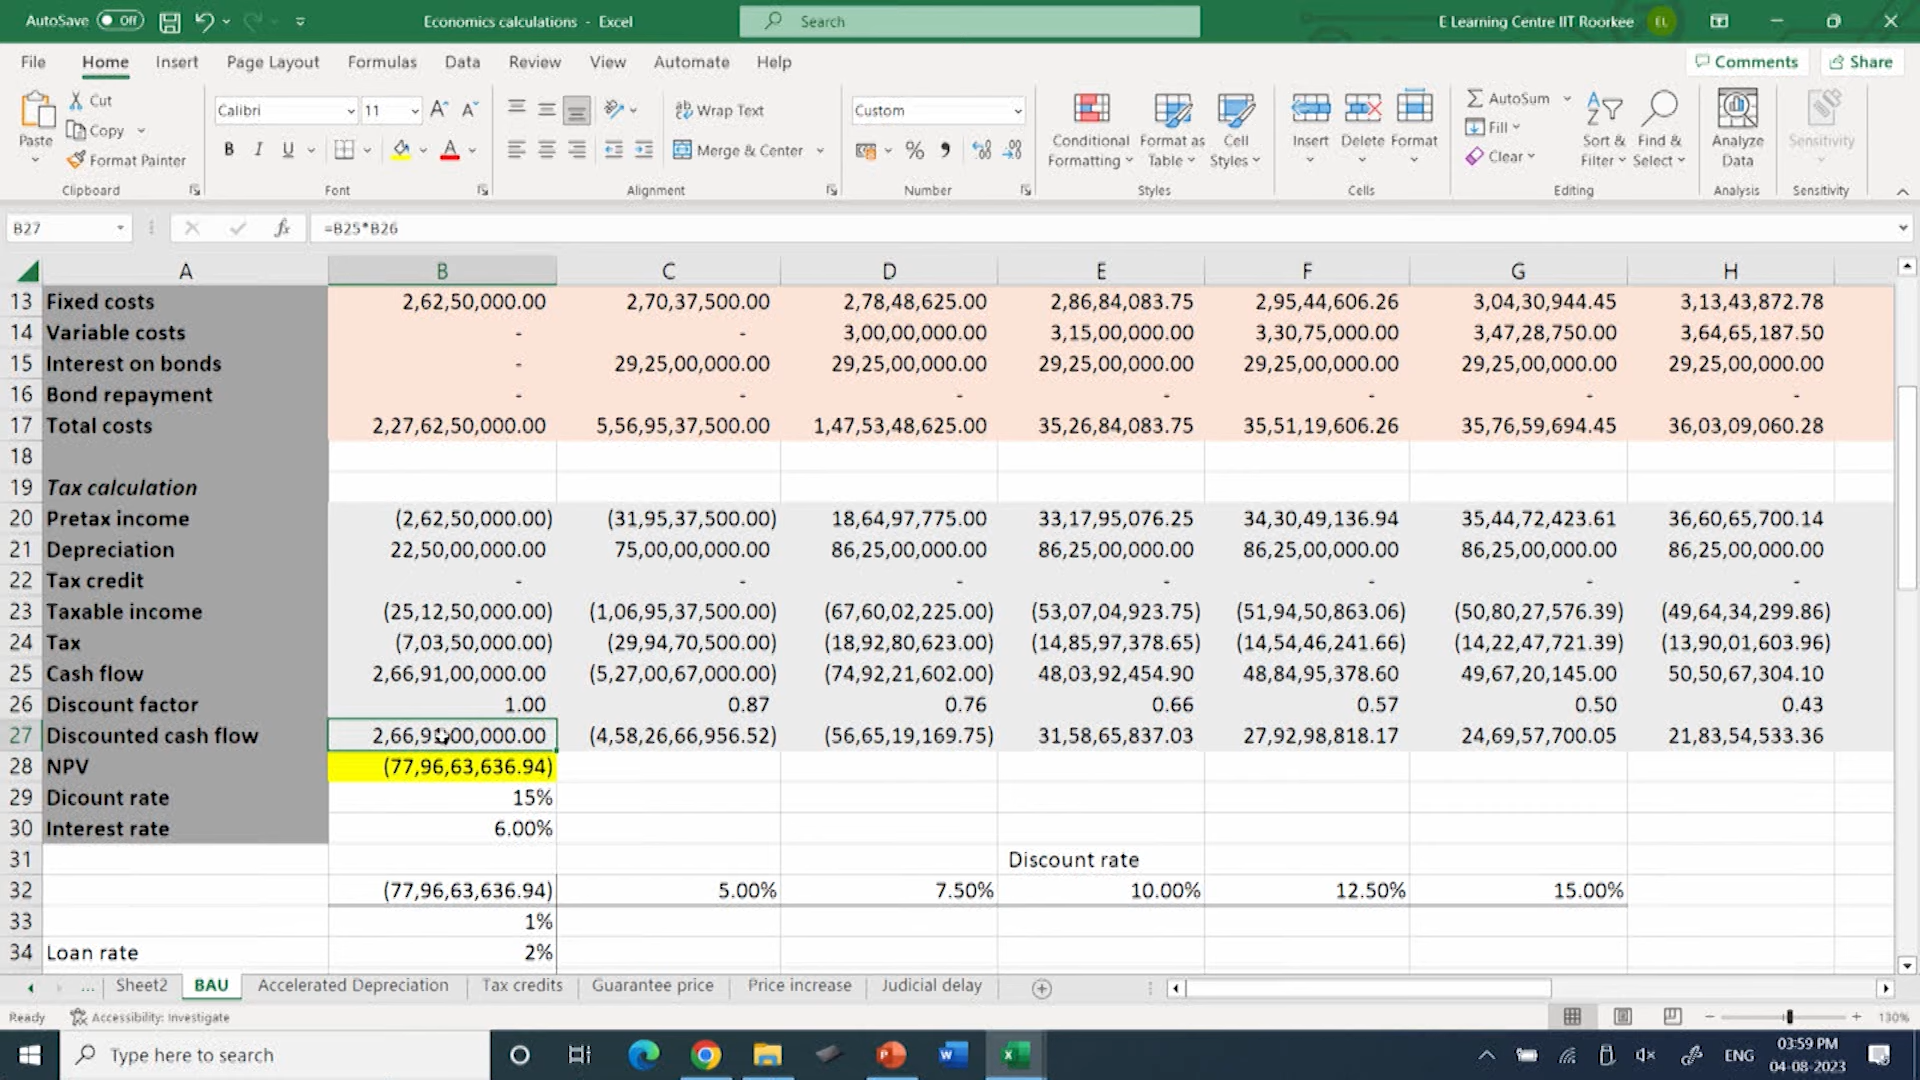 AutoSave Off Economics calculations - Excel Search E Learning Centre IIT Roorkee EL
File Home Insert Page Layout Formulas Data Review View Automate Help Comments Share
Paste Cut Copy Format Painter Clipboard
Calibri 11 B I U Font
Wrap Text Merge & Center Alignment
Custom % Number
Conditional Formatting Format as Table Cell Styles Styles
Insert Delete Format Cells
AutoSum Fill Clear Sort & Filter Find & Select Editing
Analyze Data Analysis
Sensitivity Sensitivity
B27 fx =B25*B26
A B C D E F G H
13 Fixed costs 2,62,50,000.00 2,70,37,500.00 2,78,48,625.00 2,86,84,083.75 2,95,44,606.26 3,04,30,944.45 3,13,43,872.78
14 Variable costs - - 3,00,00,000.00 3,15,00,000.00 3,30,75,000.00 3,47,28,750.00 3,64,65,187.50
15 Interest on bonds - 29,25,00,000.00 29,25,00,000.00 29,25,00,000.00 29,25,00,000.00 29,25,00,000.00 29,25,00,000.00
16 Bond repayment - - - - - - -
17 Total costs 2,27,62,50,000.00 5,56,95,37,500.00 1,47,53,48,625.00 35,26,84,083.75 35,51,19,606.26 35,76,59,694.45 36,03,09,060.28
18
19 Tax calculation
20 Pretax income (2,62,50,000.00) (31,95,37,500.00) 18,64,97,775.00 33,17,95,076.25 34,30,49,136.94 35,44,72,423.61 36,60,65,700.14
21 Depreciation 22,50,00,000.00 75,00,00,000.00 86,25,00,000.00 86,25,00,000.00 86,25,00,000.00 86,25,00,000.00 86,25,00,000.00
22 Tax credit - - - - - - -
23 Taxable income (25,12,50,000.00) (1,06,95,37,500.00) (67,60,02,225.00) (53,07,04,923.75) (51,94,50,863.06) (50,80,27,576.39) (49,64,34,299.86)
24 Tax (7,03,50,000.00) (29,94,70,500.00) (18,92,80,623.00) (14,85,97,378.65) (14,54,46,241.66) (14,22,47,721.39) (13,90,01,603.96)
25 Cash flow 2,66,91,00,000.00 (5,27,00,67,000.00) (74,92,21,602.00) 48,03,92,454.90 48,84,95,378.60 49,67,20,145.00 50,50,67,304.10
26 Discount factor 1.00 0.87 0.76 0.66 0.57 0.50 0.43
27 Discounted cash flow 2,66,91,00,000.00 (4,58,26,66,956.52) (56,65,19,169.75) 31,58,65,837.03 27,92,98,818.17 24,69,57,700.05 21,83,54,533.36
28 NPV (77,96,63,636.94)
29 Dicount rate 15%
30 Interest rate 6.00%
31 Discount rate
32 (77,96,63,636.94) 5.00% 7.50% 10.00% 12.50% 15.00%
33 1%
34 Loan rate 2%
... Sheet2 BAU Accelerated Depreciation Tax credits Guarantee price Price increase Judicial delay
Ready Accessibility: Investigate 130%
Type here to search ENG 03:59 PM
04-08-2023